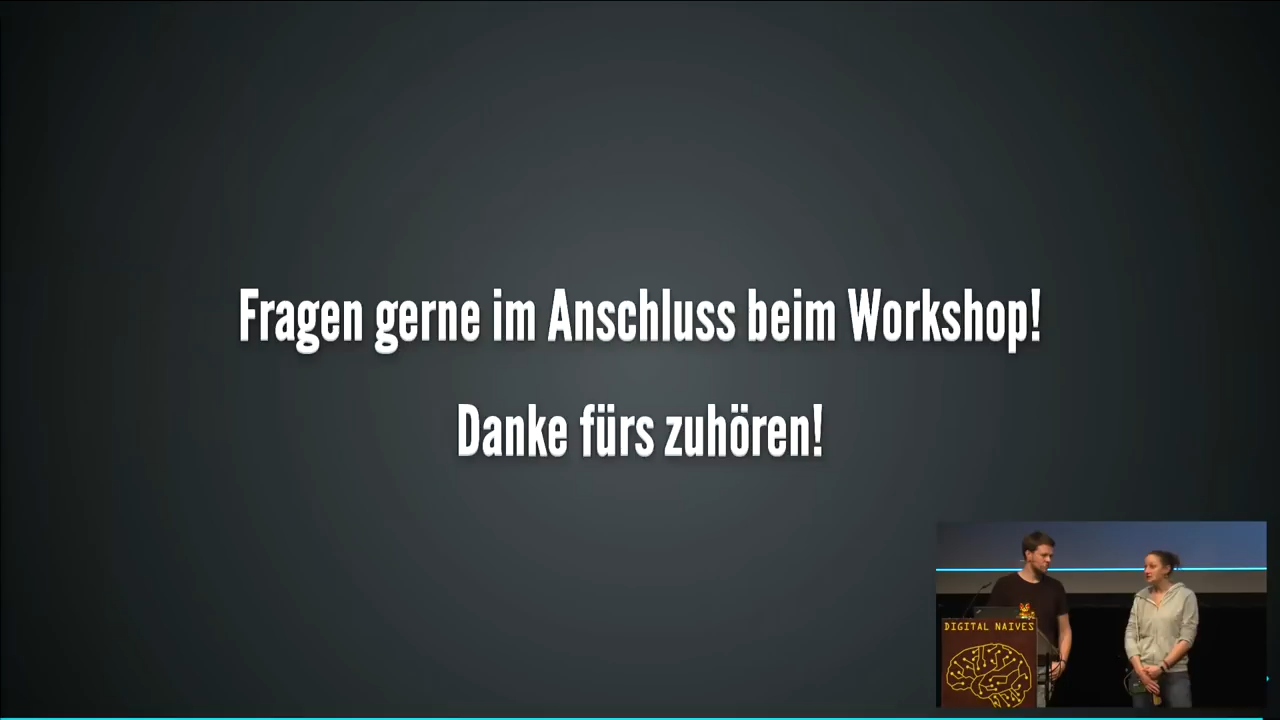 Fragen gerne im Anschluss beim Workshop!
Danke fürs zuhören!
DIGITAL NAIVES